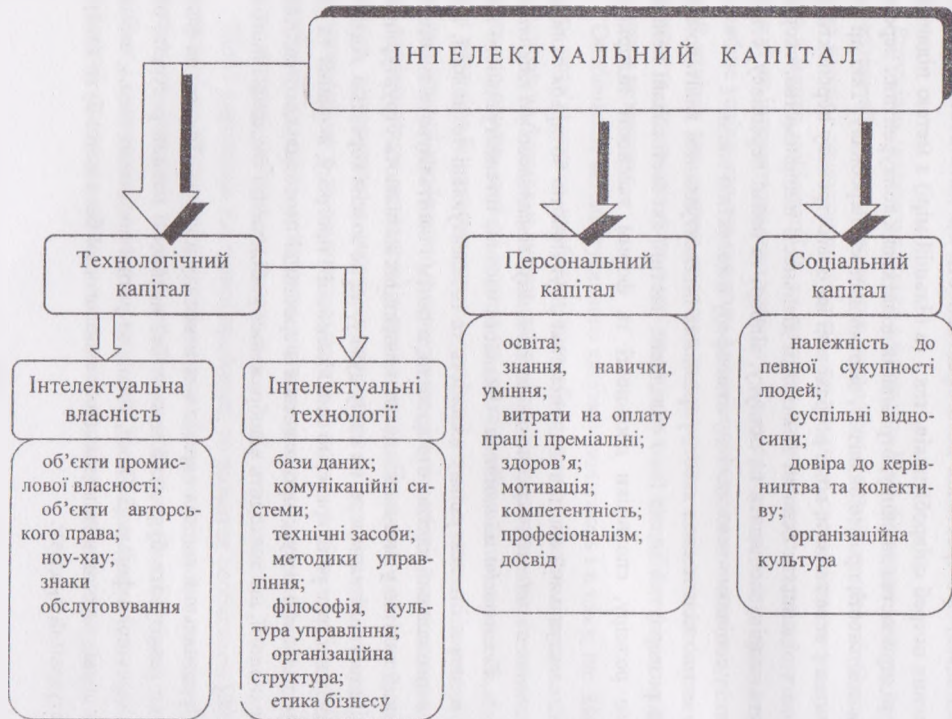 ІНТЕЛЕКТУАЛЬНИЙ КАПІТАЛ
Технологічний
капітал
Персональний
капітал
Соціальний
капітал
Інтелектуальна
власність
Інтелектуальні
технології
об’єкти промис-
лової власності;
об’єкти авторсь-
кого права;
ноу-хау;
знаки
обслуговування
бази даних;
комунікаційні си-
стеми;
технічні засоби;
методики управ-
ління;
філософія, куль-
тура управління;
організаційна
структура;
етика бізнесу
освіта;
знання, навички,
уміння;
витрати на оплату
праці і преміальні;
здоров’я;
мотивація;
компетентність;
професіоналізм;
досвід
належність до
певної сукупності
людей;
суспільні відно-
сини;
довіра до керів-
ництва та колекти-
ву;
організаційна
культура